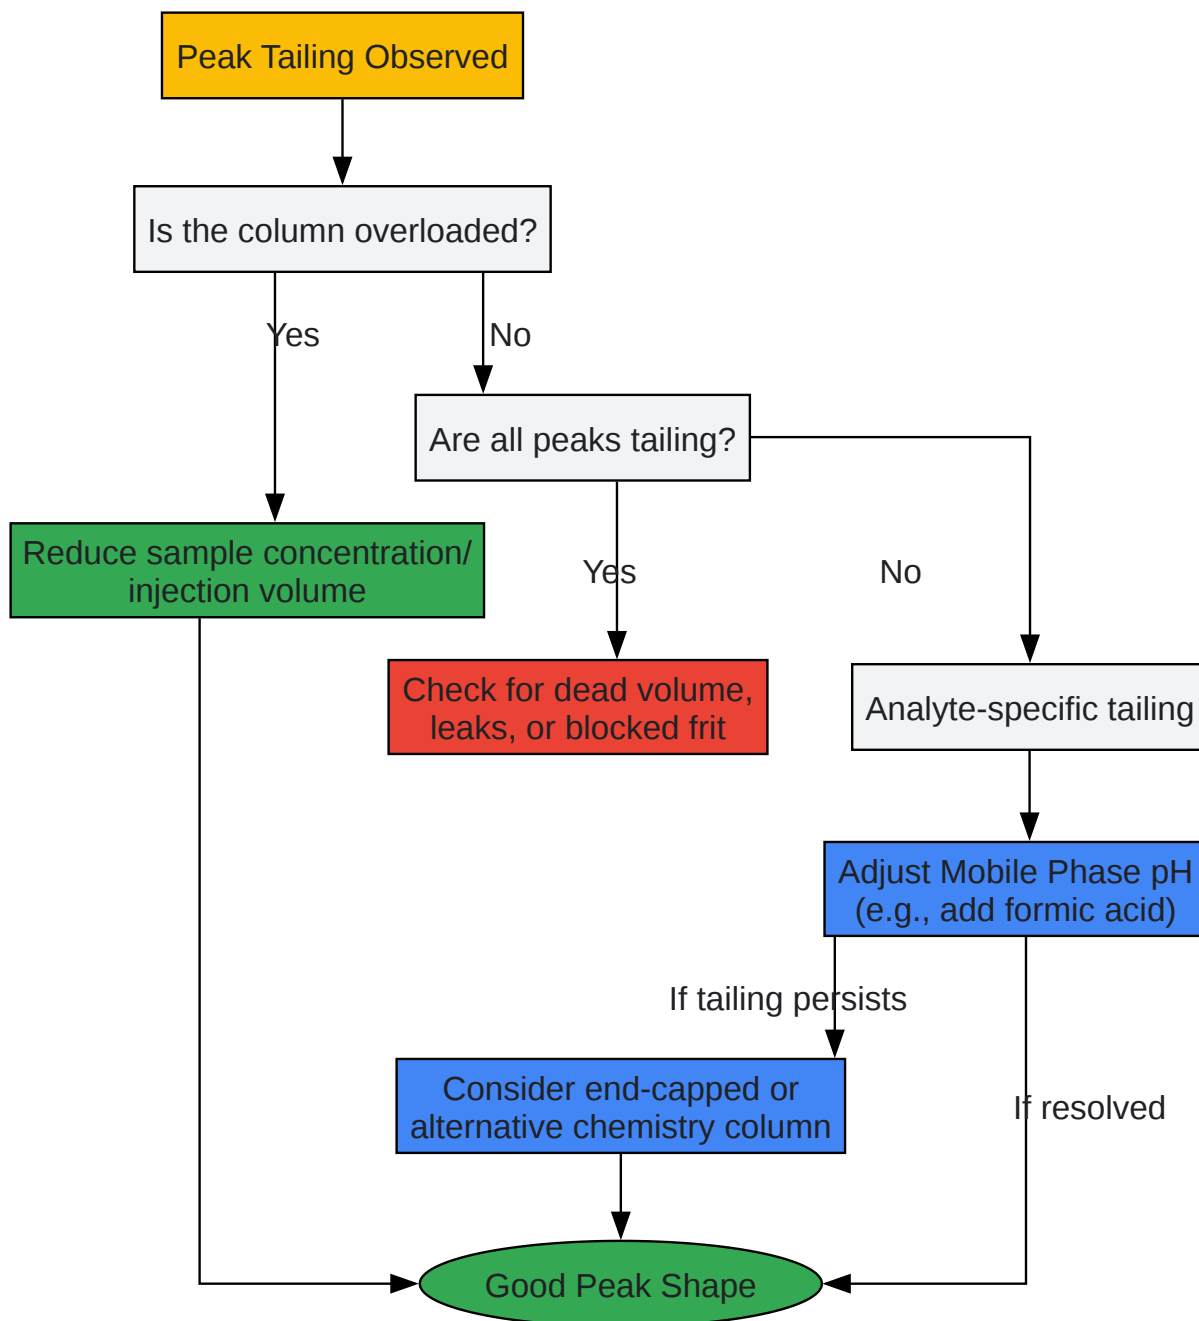 Peak Tailing Observed
Is the column overloaded?
Yes
No
Are all peaks tailing?
Reduce sample concentration/
injection volume
Yes
No
Check for dead volume,
leaks, or blocked frit
Analyte-specific tailing
Adjust Mobile Phase pH
(e.g., add formic acid)
If tailing persists
Consider end-capped or
alternative chemistry column
If resolved
Good Peak Shape